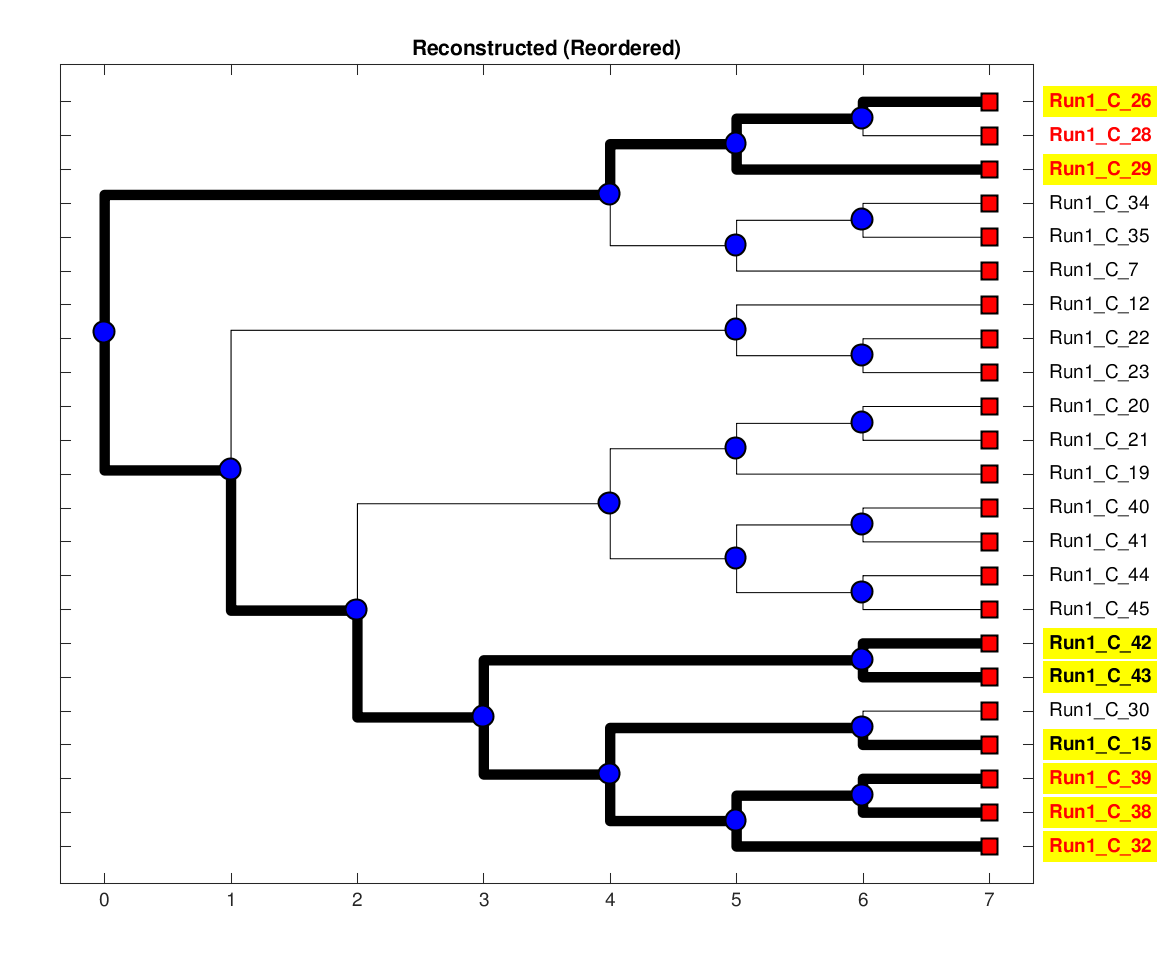 Reconstructed (Reordered)
Run1_C_26
Run1_C_28
Run1_C_29
Run1_C_34
Run1_C_35
Run1_C_7
Run1_C_12
Run1_C_22
Run1_C_23
Run1_C_20
Run1_C_21
Run1_C_19
Run1_C_40
Run1_C_41
Run1_C_44
Run1_C_45
Run1_C_42
Run1_C_43
Run1_C_30
Run1_C_15
Run1_C_39
Run1_C_38
Run1_C_32
0 1 2 3 4 5 6 7